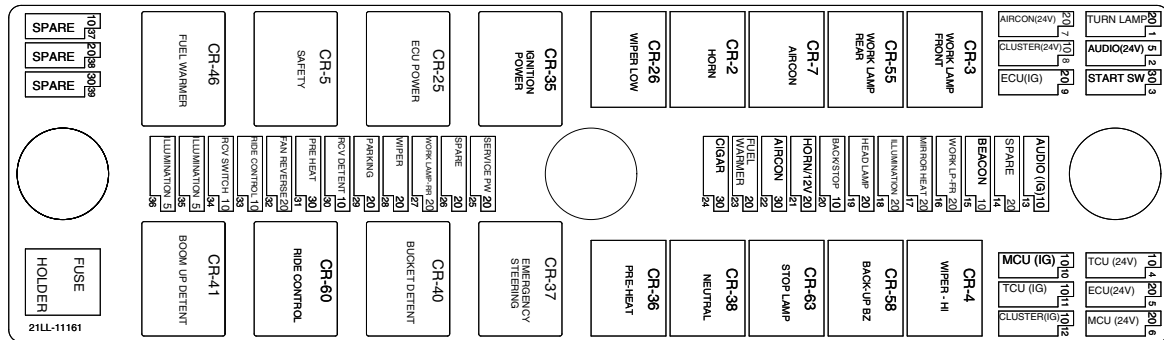 SPARE 10 37
SPARE 20 38
SPARE 30 39
CR-46
FUEL WARMER
CR-5
SAFETY
CR-25
ECU POWER
CR-35
IGNITION
POWER
CR-26
WIPER LOW
CR-2
HORN
CR-7
AIRCON
CR-55
WORK LAMP
REAR
CR-3
WORK LAMP
FRONT
AIRCON(24V) 20 7
CLUSTER(24V) 10 8
ECU(IG) 20 9
TURN LAMP 20 1
AUDIO(24V) 5 2
START SW 30 3
ILLUMINATION 5 36
ILLUMINATION 5 35
RCV SWITCH 10 34
RIDE CONTROL 10 33
FAN REVERSE 20 32
PRE HEAT 30 31
RCV DETENT 10 30
PARKING 20 29
WIPER 20 28
WORK LAMP-RR 20 27
SPARE 20 26
SERVICE PW 20 25
CIGAR 30 24
FUEL
WARMER 20 23
AIRCON 30 22
HORN/12V 20 21
BACK/STOP 10 20
HEAD LAMP 20 19
ILLUMINATION 20 18
MIRROR HEAT 20 17
WORK LP-FR 20 16
BEACON 10 15
SPARE 20 14
AUDIO (IG) 10 13
FUSE
HOLDER
21LL-11161
CR-41
BOOM UP DETENT
CR-60
RIDE CONTROL
CR-40
BUCKET DETENT
CR-37
EMERGENCY
STEERING
CR-36
PRE-HEAT
CR-38
NEUTRAL
CR-63
STOP LAMP
CR-58
BACK-UP BZ
CR-4
WIPER - HI
MCU (IG) 10 10
TCU (IG) 10 11
CLUSTER(IG) 10 12
TCU (24V) 10 4
ECU(24V) 20 5
MCU (24V) 20 6